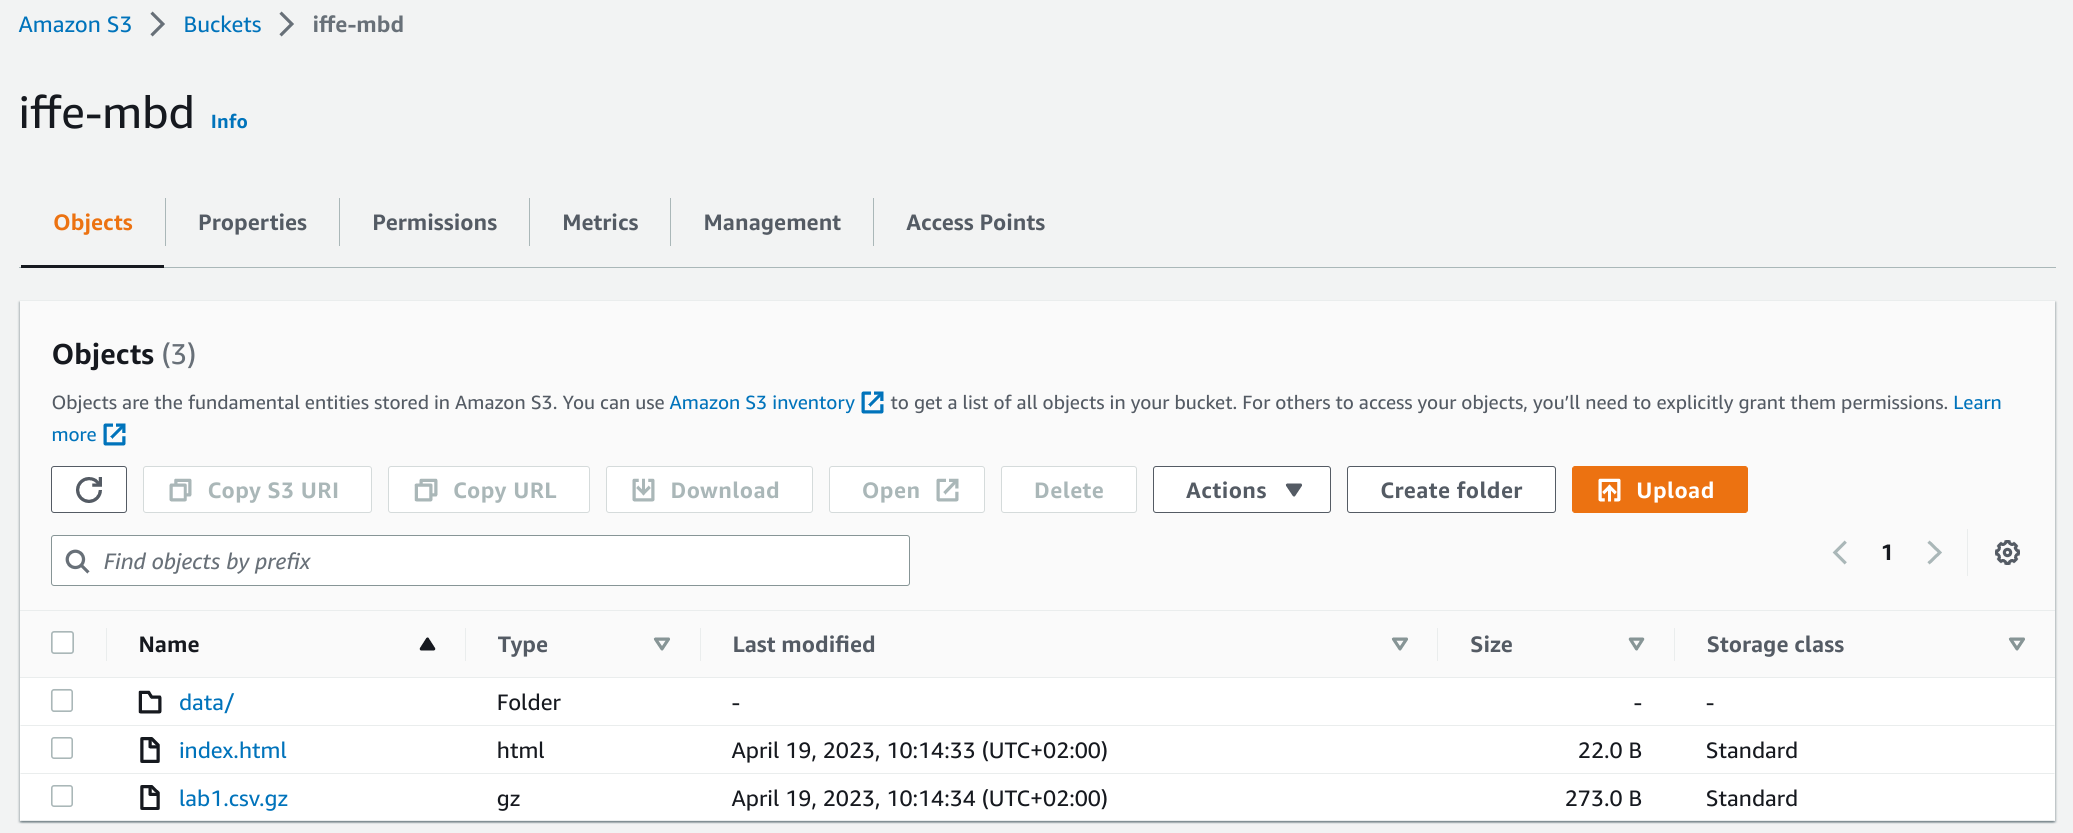 Amazon S3 Buckets iffe-mbd
iffe-mbd Info
Objects Properties Permissions Metrics Management Access Points
Objects (3)
Objects are the fundamental entities stored in Amazon S3. You can use Amazon S3 inventory to get a list of all objects in your bucket. For others to access your objects, you’ll need to explicitly grant them permissions. Learn
more
Copy S3 URI Copy URL Download Open Delete Actions Create folder Upload
Find objects by prefix 1
Name Type Last modified Size Storage class
data/ Folder - - -
index.html html April 19, 2023, 10:14:33 (UTC+02:00) 22.0 B Standard
lab1.csv.gz gz April 19, 2023, 10:14:34 (UTC+02:00) 273.0 B Standard